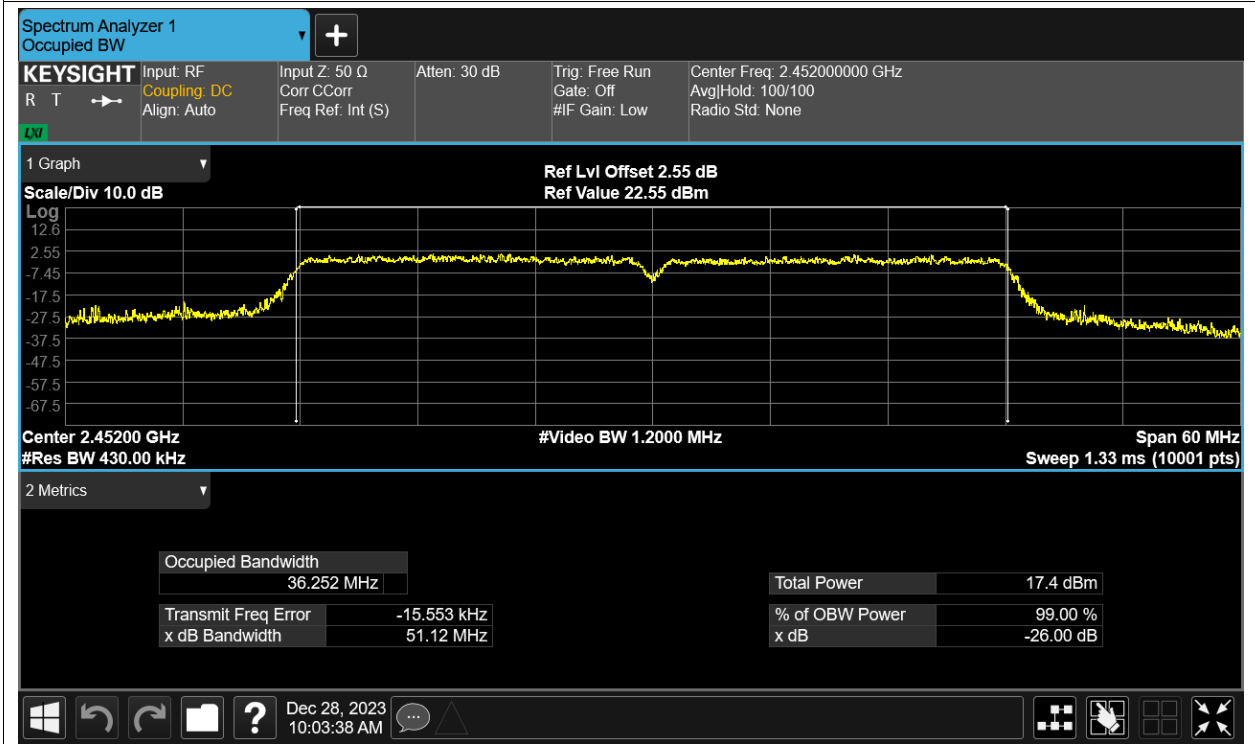 Spectrum Analyzer 1
Occupied BW
KEYSIGHT
R T
LXI
Input: RF
Coupling: DC
Align: Auto
Input Z: 50 Ω
Corr CCorr
Freq Ref: Int (S)
Atten: 30 dB
Trig: Free Run
Gate: Off
#IF Gain: Low
Center Freq: 2.452000000 GHz
Avg|Hold: 100/100
Radio Std: None
1 Graph
Scale/Div 10.0 dB
Ref Lvl Offset 2.55 dB
Ref Value 22.55 dBm
Log
12.6
2.55
-7.45
-17.5
-27.5
-37.5
-47.5
-57.5
-67.5
Center 2.45200 GHz
#Video BW 1.2000 MHz
Span 60 MHz
#Res BW 430.00 kHz
Sweep 1.33 ms (10001 pts)
2 Metrics
Occupied Bandwidth
36.252 MHz
Transmit Freq Error -15.553 kHz
x dB Bandwidth 51.12 MHz
Total Power 17.4 dBm
% of OBW Power 99.00 %
x dB -26.00 dB
?
Dec 28, 2023
10:03:38 AM